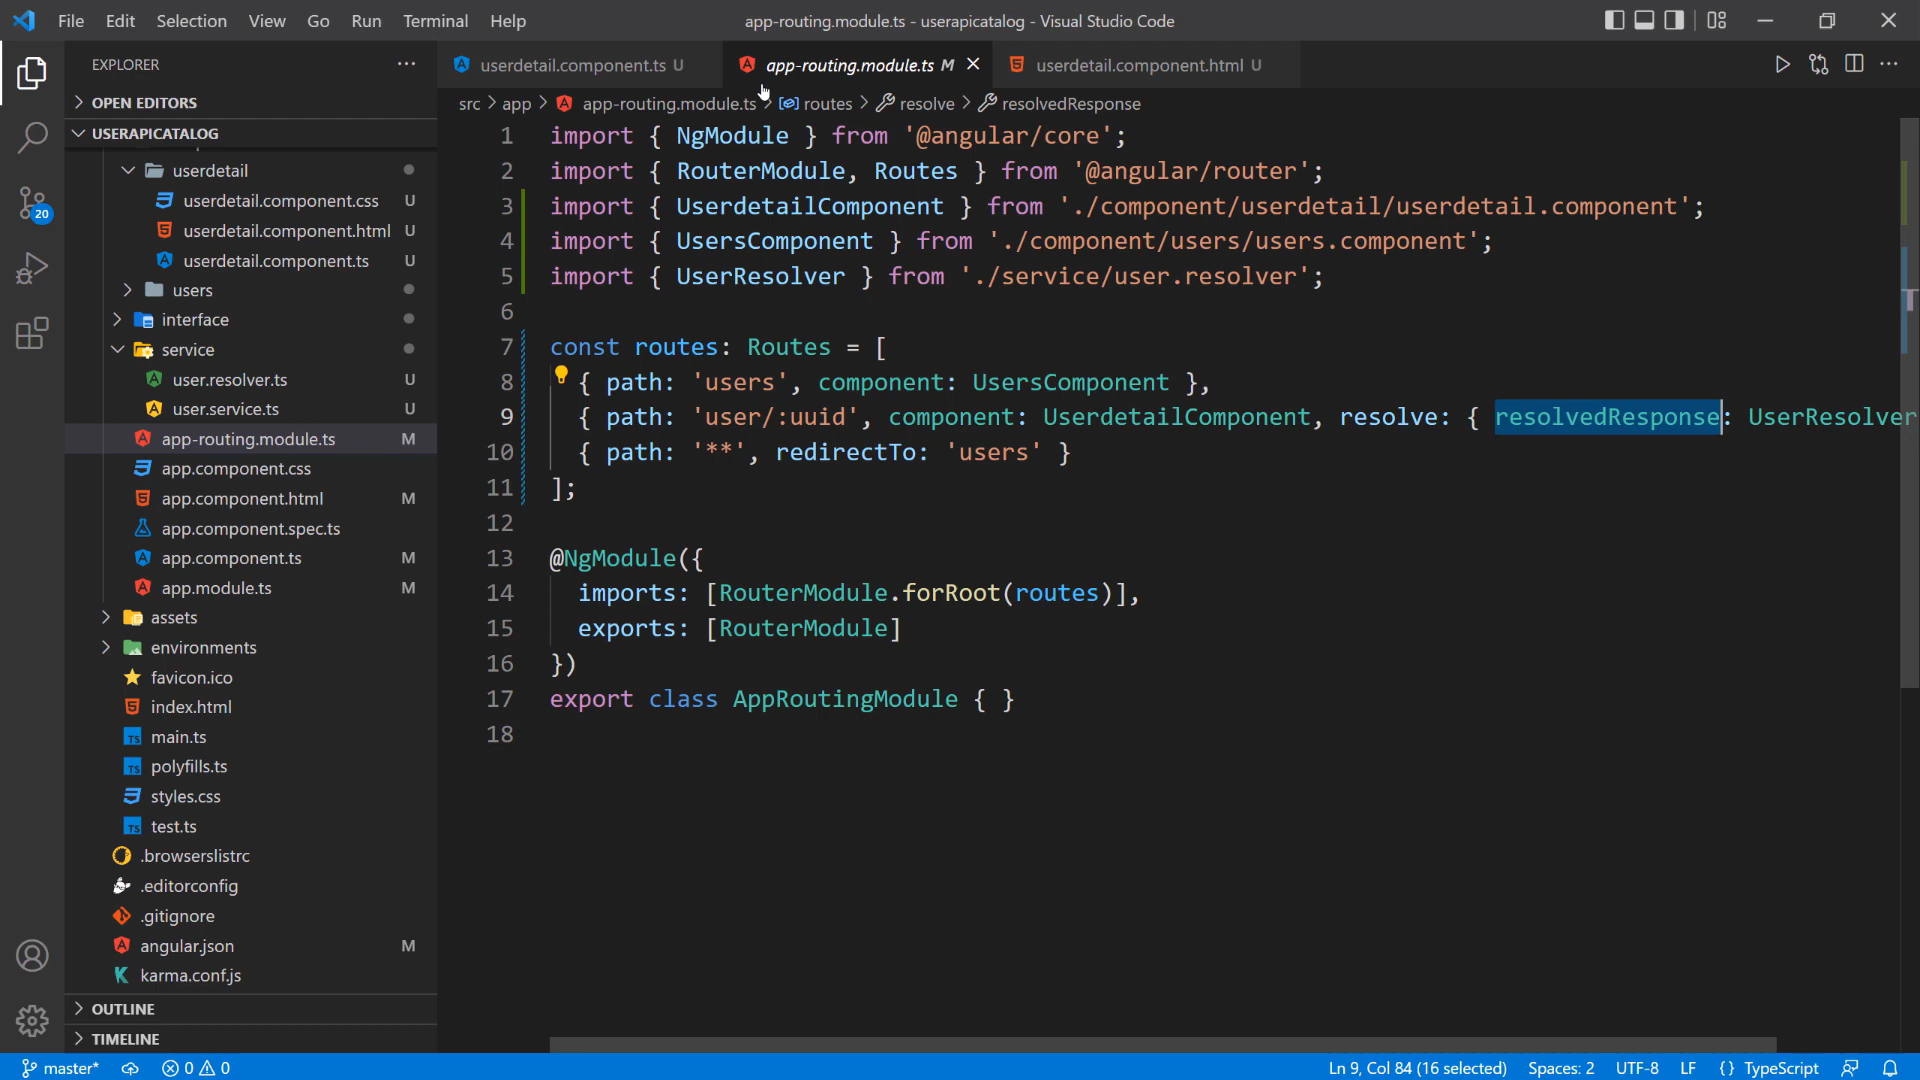 File Edit Selection View Go Run Terminal Help
app-routing.module.ts - userapicatalog - Visual Studio Code
EXPLORER
OPEN EDITORS
USERAPICATALOG
userdetail
userdetail.component.css U
userdetail.component.html U
userdetail.component.ts U
users
interface
service
user.resolver.ts U
user.service.ts U
app-routing.module.ts M
app.component.css
app.component.html M
app.component.spec.ts
app.component.ts M
app.module.ts M
assets
environments
favicon.ico
index.html
main.ts
polyfills.ts
styles.css
test.ts
.browserslistrc
.editorconfig
.gitignore
angular.json M
karma.conf.js
OUTLINE
TIMELINE
20
userdetail.component.ts U
app-routing.module.ts M
userdetail.component.html U
src > app > app-routing.module.ts > routes > resolve > resolvedResponse
1 import { NgModule } from '@angular/core';
2 import { RouterModule, Routes } from '@angular/router';
3 import { UserdetailComponent } from './component/userdetail/userdetail.component';
4 import { UsersComponent } from './component/users/users.component';
5 import { UserResolver } from './service/user.resolver';
6
7 const routes: Routes = [
8 { path: 'users', component: UsersComponent },
9 { path: 'user/:uuid', component: UserdetailComponent, resolve: { resolvedResponse: UserResolver
10 { path: '**', redirectTo: 'users' }
11 ];
12
13 @NgModule({
14 imports: [RouterModule.forRoot(routes)],
15 exports: [RouterModule]
16 })
17 export class AppRoutingModule { }
18
master* 0 0
Ln 9, Col 84 (16 selected) Spaces: 2 UTF-8 LF {} TypeScript